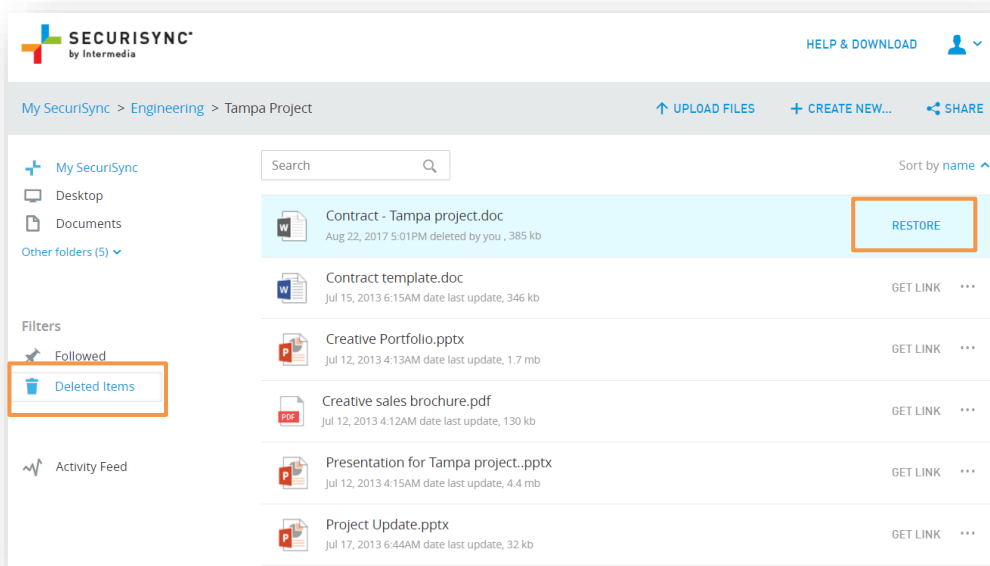 SECURISYNC
by Intermedia
HELP & DOWNLOAD
My SecuriSync > Engineering > Tampa Project
UPLOAD FILES
CREATE NEW...
SHARE
My SecuriSync
Desktop
Documents
Other folders (5)
Filters
Followed
Deleted Items
Activity Feed
Search
Sort by name
Contract - Tampa project.doc
Aug 22, 2017 5:01PM deleted by you , 385 kb
RESTORE
W
Contract template.doc
Jul 15, 2013 6:15AM date last update, 346 kb
GET LINK ...
W
Creative Portfolio.pptx
Jul 12, 2013 4:13AM date last update, 1.7 mb
GET LINK ...
P
Creative sales brochure.pdf
Jul 12, 2013 4:12AM date last update, 130 kb
GET LINK ...
PDF
Presentation for Tampa project..pptx
Jul 12, 2013 4:15AM date last update, 4.4 mb
GET LINK ...
P
Project Update.pptx
Jul 17, 2013 6:44AM date last update, 32 kb
GET LINK ...
P